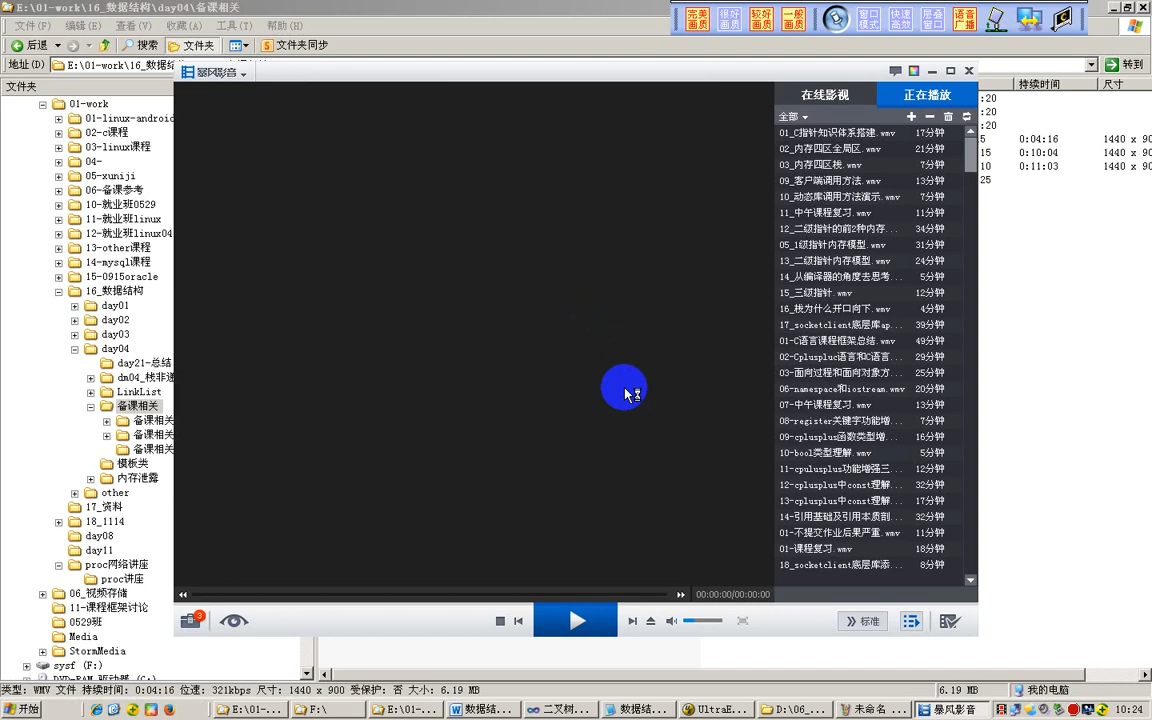 E:\01-work\16_数据结构\day04\备课相关
文件(F) 编辑(E) 查看(V) 收藏(A) 工具(T) 帮助(H)
完美画质 很好画质 较好画质 一般画质 窗口模式 快速高效 层叠窗口 语音广播
后退 搜索 文件夹 文件夹同步
地址(D) E:\01-work\16_数据结
转到
文件夹
01-work
01-linux-android
02-c课程
03-linux课程
04-
05-xuniji
06-备课参考
10-就业班0529
11-就业班linux
12-就业班linux04
13-other课程
14-mysql课程
15-0915oracle
16_数据结构
day01
day02
day03
day04
day21-总结
dm04_栈非递
LinkList
备课相关
备课相关
备课相关
备课相关
模板类
内存泄露
other
17_资料
18_1114
day08
day11
proc网络讲座
proc讲座
06_视频存储
11-课程框架讨论
0529班
Media
StormMedia
sysf (F:)
暴风影音
在线影视 正在播放
全部
01_C指针知识体系搭建.wmv 17分钟
02_内存四区全局区.wmv 21分钟
03_内存四区栈.wmv 7分钟
09_客户端调用方法.wmv 13分钟
10_动态库调用方法演示.wmv 7分钟
11_中午课程复习.wmv 11分钟
12_二级指针的前2种内存... 34分钟
05_1级指针内存模型.wmv 31分钟
13_二级指针内存模型.wmv 24分钟
14_从编译器的角度去思考... 5分钟
15_三级指针.wmv 12分钟
16_栈为什么开口向下.wmv 4分钟
17_socketclient底层库ap... 39分钟
01-C语言课程框架总结.wmv 49分钟
02-Cpluspluc语言和C语言... 29分钟
03-面向过程和面向对象方... 25分钟
06-namespace和iostream.wmv 20分钟
07-中午课程复习.wmv 13分钟
08-register关键字功能增... 7分钟
09-cplusplus函数类型增... 16分钟
10-bool类型理解.wmv 5分钟
11-cpulusplus功能增强三... 7分钟
12-cplusplus中const理解... 32分钟
13-cplusplus中const理解... 17分钟
14-引用基础及引用本质剖... 32分钟
01-不提交作业后果严重.wmv 11分钟
01-课程复习.wmv 18分钟
18_socketclient底层库添... 8分钟
00:00:00/00:00:00
3
标准
持续时间 尺寸
:20
:20
:20
5 0:04:16 1440 x 90
15 0:10:04 1440 x 90
10 0:11:03 1440 x 90
25
类型: WMV 文件 持续时间: 0:04:16 位速: 321kbps 尺寸: 1440 x 900 受保护: 否 大小: 6.19 MB
6.19 MB 我的电脑
开始 E:\01-... F:\ E:\01-... 数据结构... 二叉树... 数据结构... UltraE... D:\06_... 未命名 ... 暴风影音 10:24